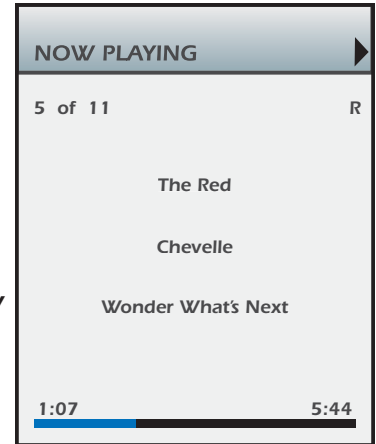 NOW PLAYING
5 of 11 R
The Red
Chevelle
Wonder What's Next
1:07 5:44